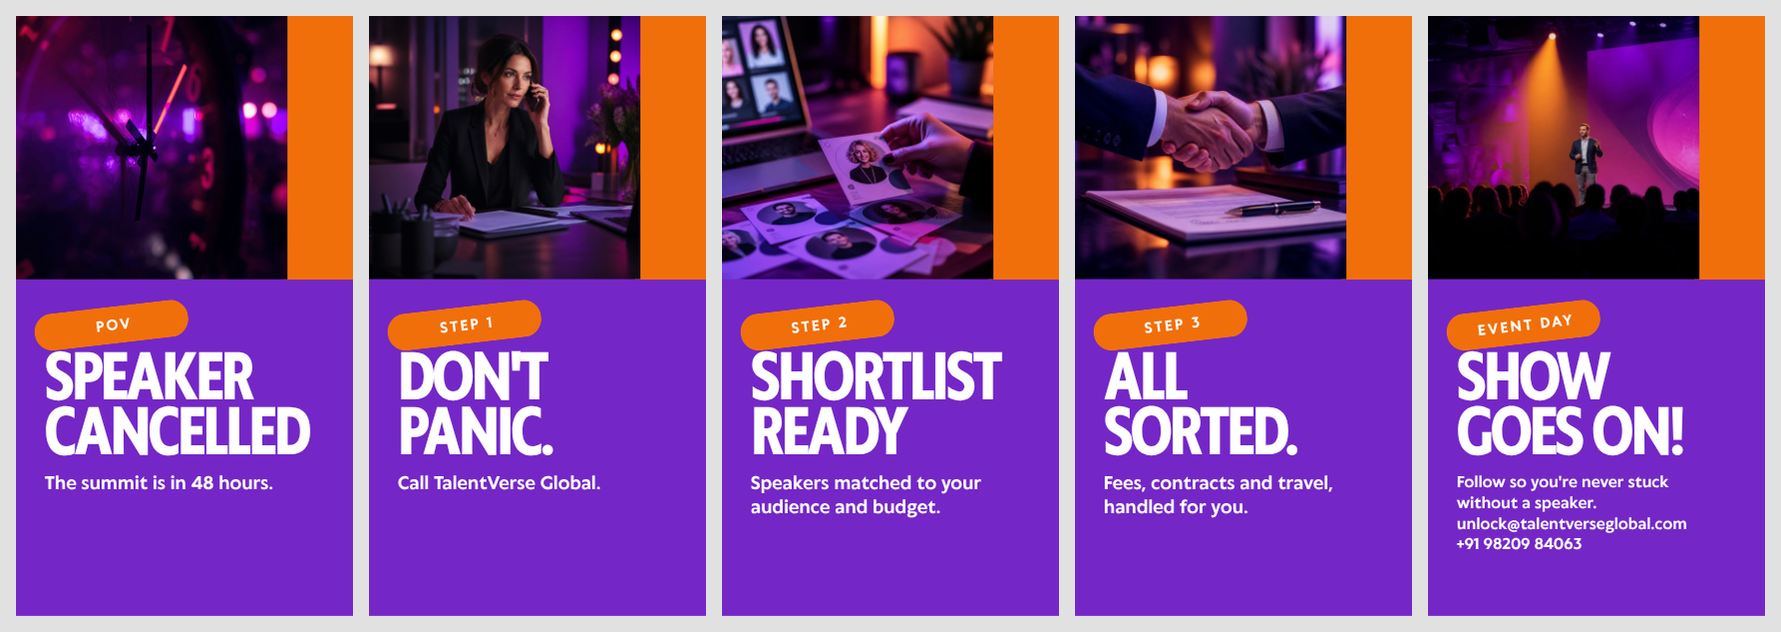 POV
SPEAKER
CANCELLED
The summit is in 48 hours.
STEP 1
DON'T
PANIC.
Call TalentVerse Global.
STEP 2
SHORTLIST
READY
Speakers matched to your
audience and budget.
STEP 3
ALL
SORTED.
Fees, contracts and travel,
handled for you.
EVENT DAY
SHOW
GOES ON!
Follow so you're never stuck
without a speaker.
unlock@talentverseglobal.com
+91 98209 84063